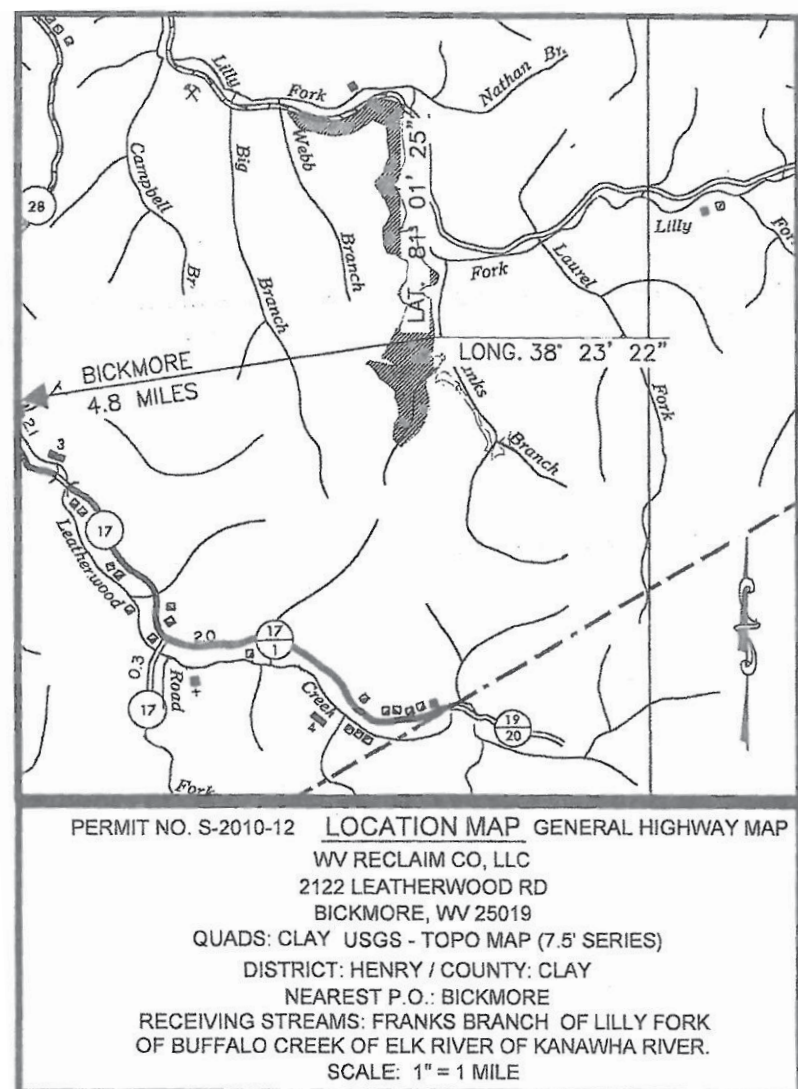 Lilly
Fork
Nathan Br.
Webb
Branch
Big
Branch
Campbell
Br.
28
LAT. 81° 01' 25"
Lilly
Fork
Laurel
Fork
LONG. 38° 23' 22"
BICKMORE
4.8 MILES
Branch
2.1
3
17
Leatherwood
2.0
17
1
0.3
17
Road
Fork
Creek
4
19
20
PERMIT NO. S-2010-12 LOCATION MAP GENERAL HIGHWAY MAP
WV RECLAIM CO, LLC
2122 LEATHERWOOD RD
BICKMORE, WV 25019
QUADS: CLAY USGS - TOPO MAP (7.5' SERIES)
DISTRICT: HENRY / COUNTY: CLAY
NEAREST P.O.: BICKMORE
RECEIVING STREAMS: FRANKS BRANCH OF LILLY FORK
OF BUFFALO CREEK OF ELK RIVER OF KANAWHA RIVER.
SCALE: 1" = 1 MILE